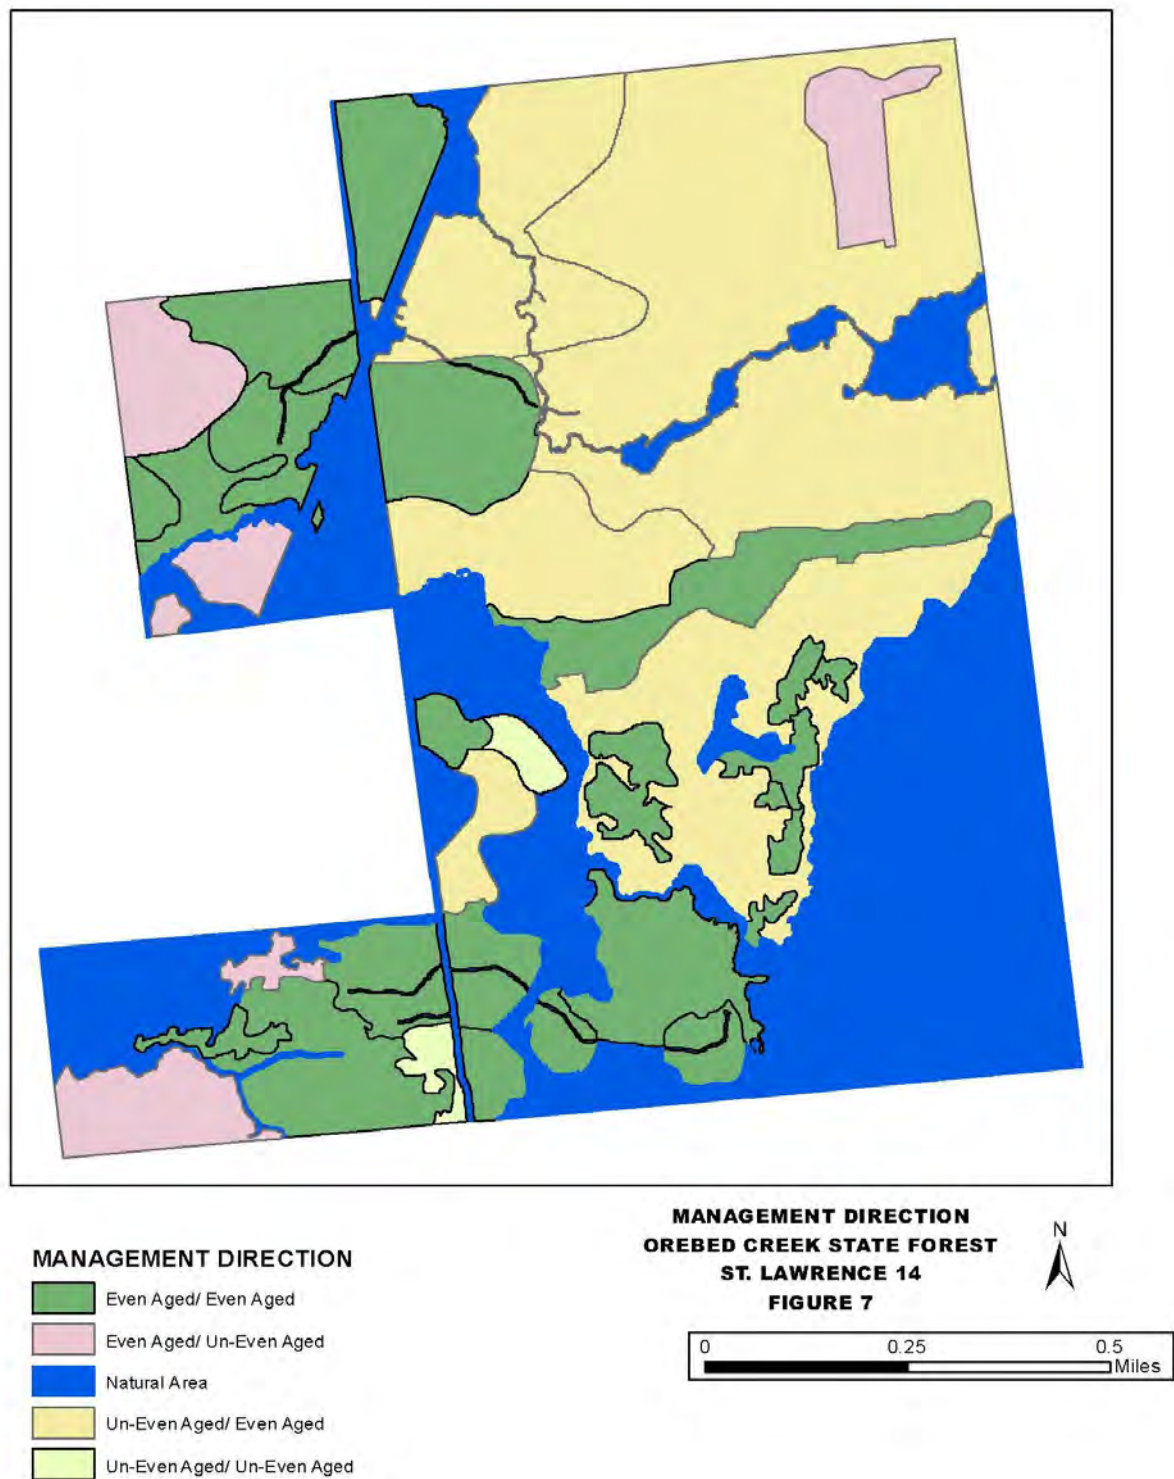 MANAGEMENT DIRECTION
OREBED CREEK STATE FOREST
ST. LAWRENCE 14
FIGURE 7
N
0 0.25 0.5
Miles
MANAGEMENT DIRECTION
Even Aged/ Even Aged
Even Aged/ Un-Even Aged
Natural Area
Un-Even Aged/ Even Aged
Un-Even Aged/ Un-Even Aged